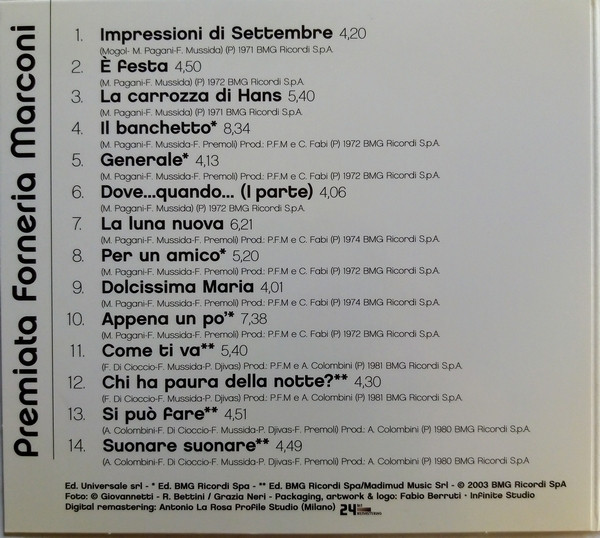 Premiata Forneria Marconi
1. Impressioni di Settembre 4,20
(Mogol- M. Pagani-F. Mussida) (P) 1971 BMG Ricordi S.p.A.
2. È festa 4,50
(M. Pagani-F. Mussida) (P) 1972 BMG Ricordi S.p.A.
3. La carrozza di Hans 5,40
(M. Pagani-F. Mussida) (P) 1971 BMG Ricordi S.p.A.
4. Il banchetto* 8,34
(M. Pagani-F. Mussida-F. Premoli) Prod.: P.F.M e C. Fabi (P) 1972 BMG Ricordi S.p.A.
5. Generale* 4,13
(M. Pagani-F. Mussida-F. Premoli) Prod.: P.F.M e C. Fabi (P) 1972 BMG Ricordi S.p.A.
6. Dove...quando... (I parte) 4,06
(M. Pagani-F. Mussida) (P) 1972 BMG Ricordi S.p.A.
7. La luna nuova 6,21
(M. Pagani-F. Mussida-F. Premoli) Prod.: P.F.M e C. Fabi (P) 1974 BMG Ricordi S.p.A.
8. Per un amico* 5,20
(M. Pagani-F. Mussida-F. Premoli) Prod.: P.F.M e C. Fabi (P) 1972 BMG Ricordi S.p.A.
9. Dolcissima Maria 4,01
(M. Pagani-F. Mussida-F. Premoli) Prod.: P.F.M e C. Fabi (P) 1974 BMG Ricordi S.p.A.
10. Appena un po'* 7,38
(M. Pagani-F. Mussida-F. Premoli) Prod.: P.F.M e C. Fabi (P) 1972 BMG Ricordi S.p.A.
11. Come ti va** 5,40
(F. Di Cioccio-F. Mussida-P. Djivas) Prod.: P.F.M e A. Colombini (P) 1981 BMG Ricordi S.p.A.
12. Chi ha paura della notte?** 4,30
(F. Di Cioccio-F. Mussida-P. Djivas) Prod.: P.F.M e A. Colombini (P) 1981 BMG Ricordi S.p.A.
13. Si può fare** 4,51
(A. Colombini-F. Di Cioccio-F. Mussida-P. Djivas-F. Premoli) Prod.: A. Colombini (P) 1980 BMG Ricordi S.p.A.
14. Suonare suonare** 4,49
(A. Colombini-F. Di Cioccio-F. Mussida-P. Djivas-F. Premoli) Prod.: A. Colombini (P) 1980 BMG Ricordi S.p.A
Ed. Universale srl - * Ed. BMG Ricordi Spa - ** Ed. BMG Ricordi Spa/Madimud Music Srl - © 2003 BMG Ricordi SpA
Foto: © Giovannetti - R. Bettini / Grazia Neri - Packaging, artwork & logo: Fabio Berruti - Infinite Studio
Digital remastering: Antonio La Rosa Profile Studio (Milano) 24